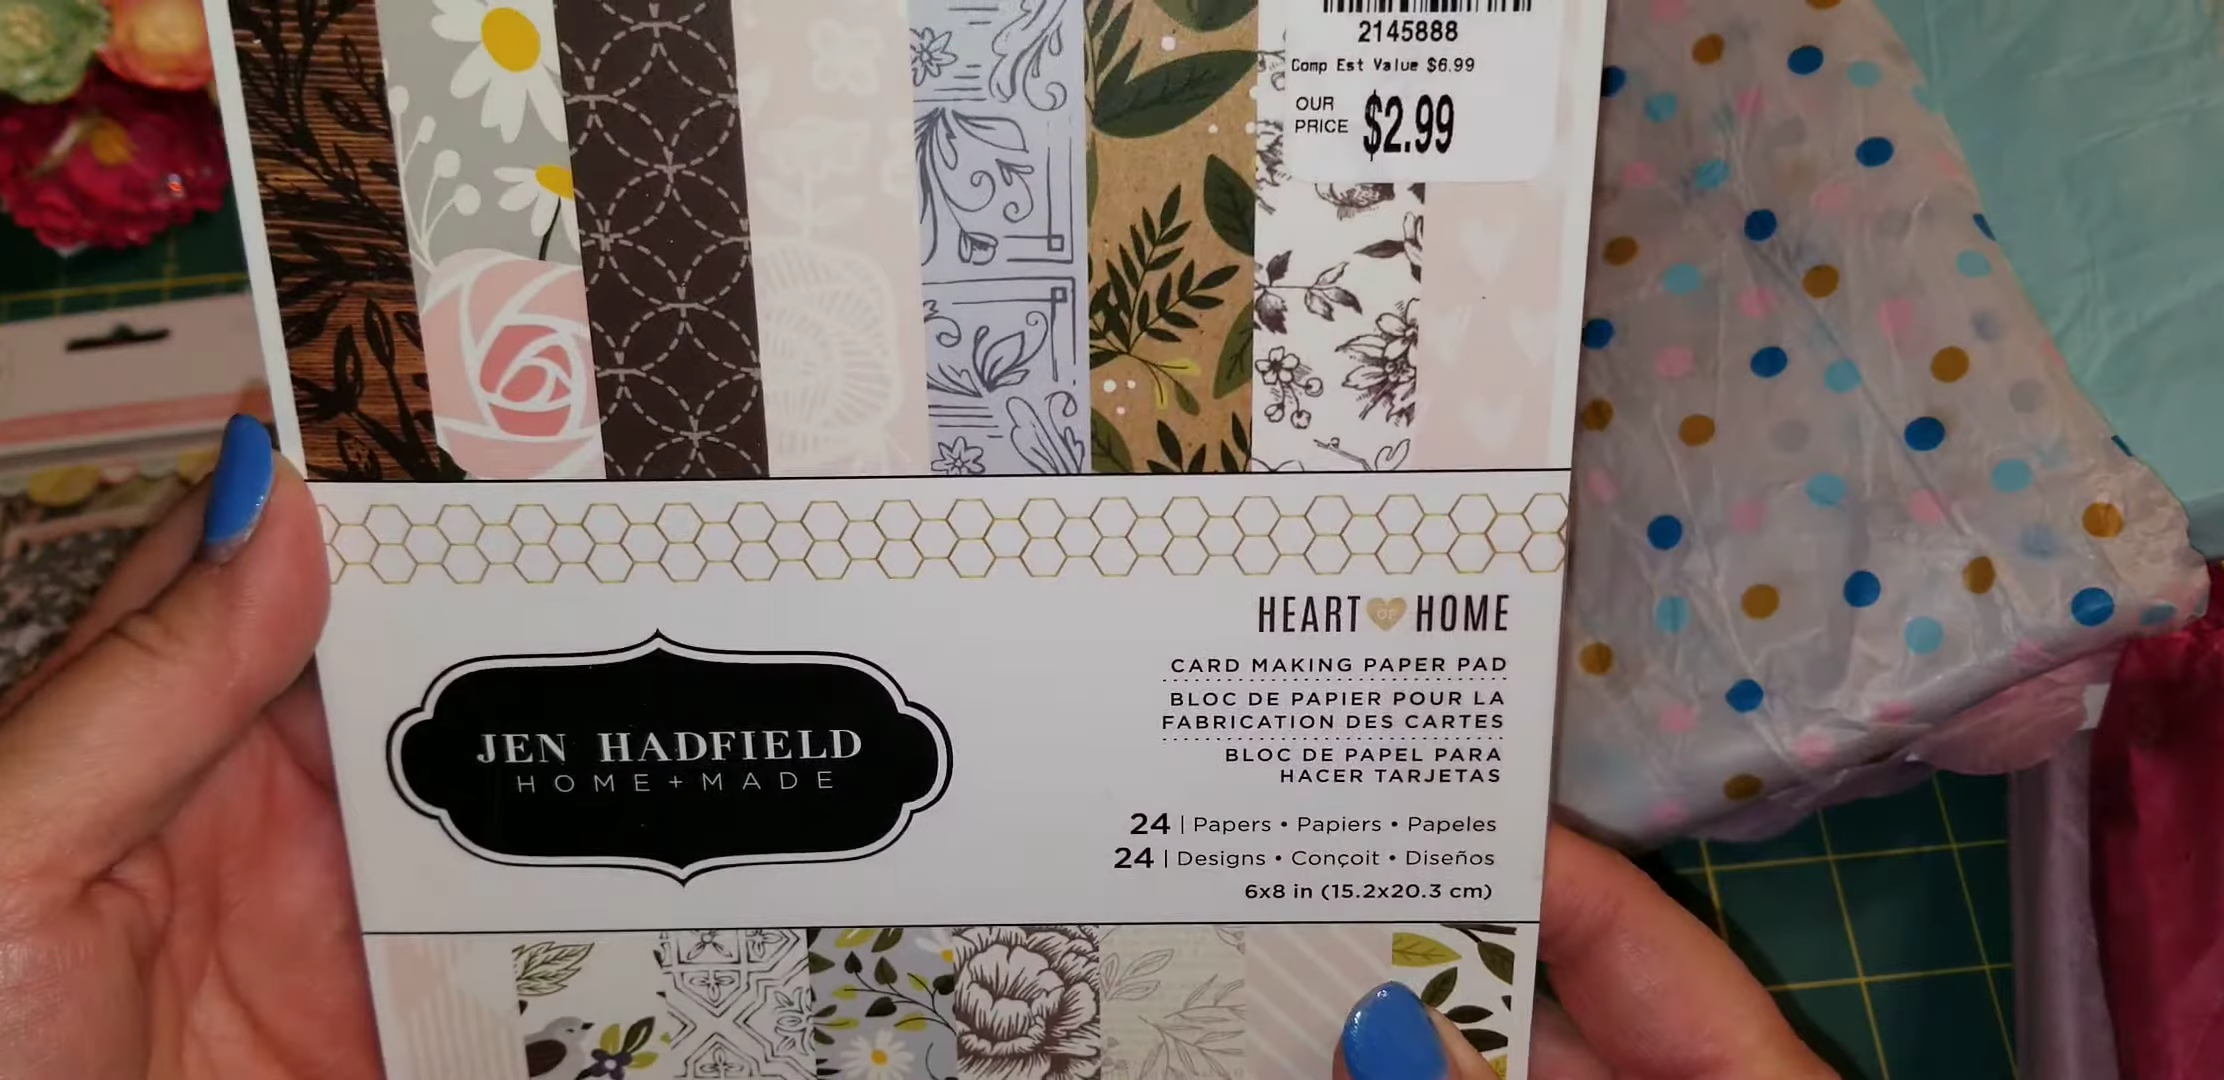 2145888
Comp Est Value $6.99
OUR
PRICE $2.99
HEART OF HOME
CARD MAKING PAPER PAD
BLOC DE PAPIER POUR LA
FABRICATION DES CARTES
BLOC DE PAPEL PARA
HACER TARJETAS
JEN HADFIELD
HOME+MADE
24 | Papers • Papiers • Papeles
24 | Designs • Conçoit • Diseños
6x8 in (15.2x20.3 cm)